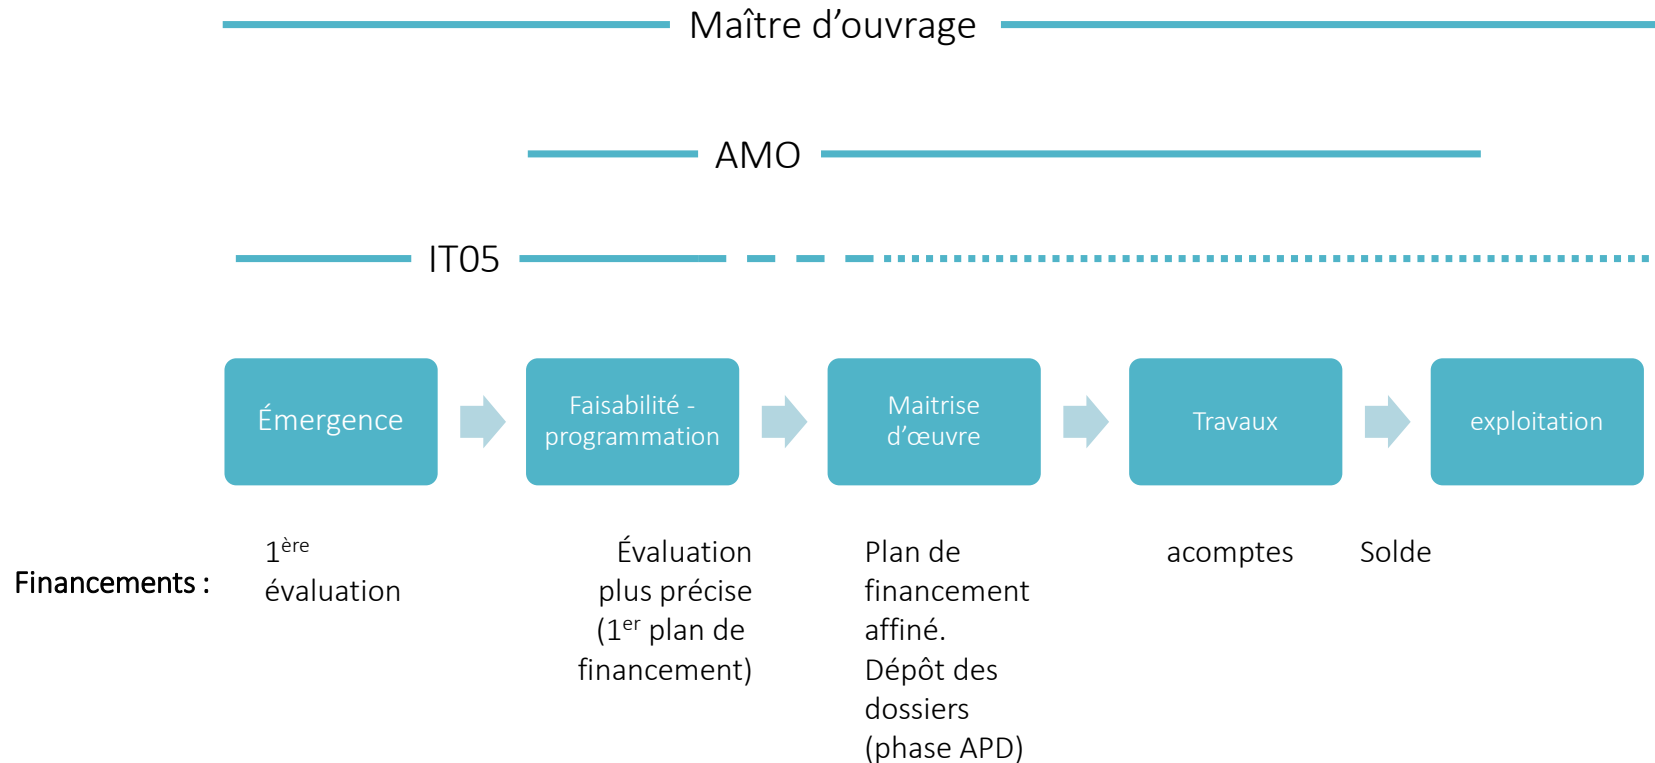 Maître d’ouvrage
AMO
IT05
Émergence
Faisabilité -
programmation
Maitrise
d’œuvre
Travaux
exploitation
Financements :
1ère
évaluation
Évaluation
plus précise
(1er plan de
financement)
Plan de
financement
affiné.
Dépôt des
dossiers
(phase APD)
acomptes
Solde